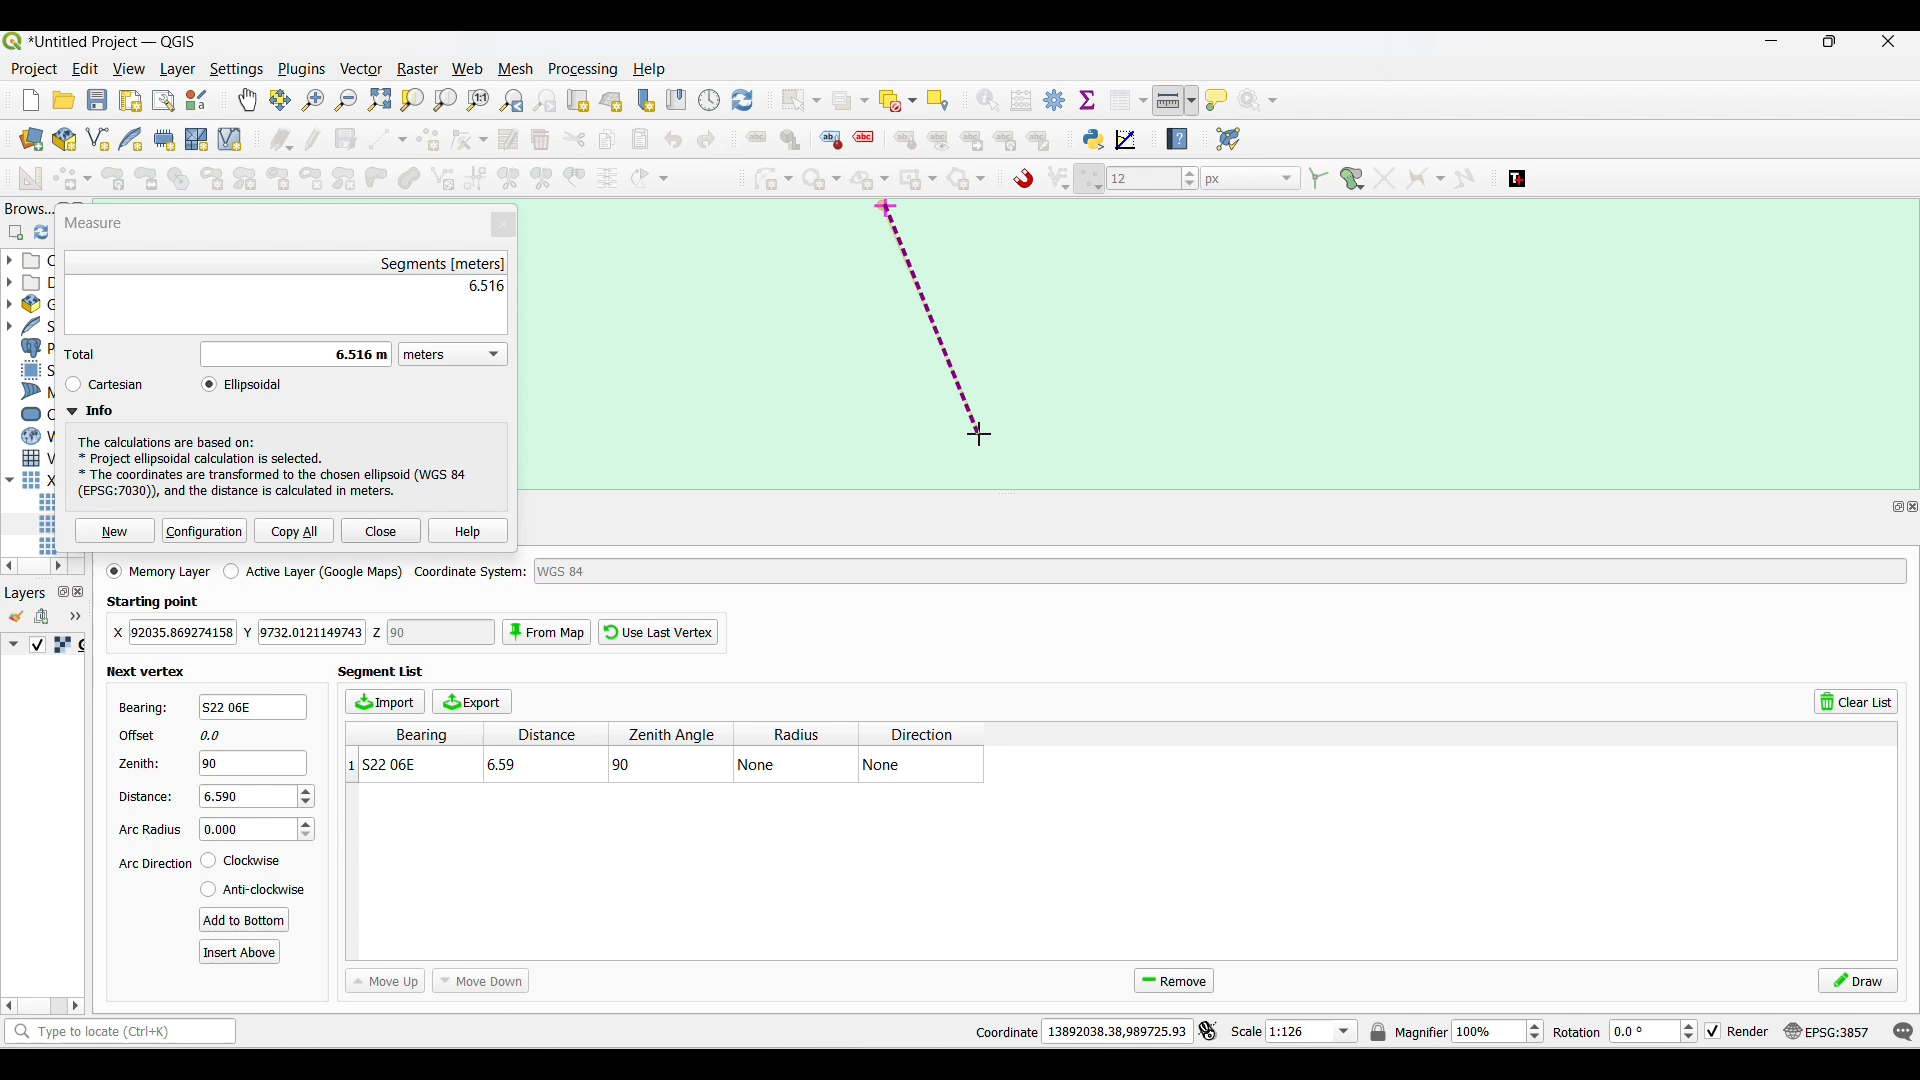 *Untitled Project — QGIS
Project Edit View Layer Settings Plugins Vector Raster Web Mesh Processing Help
12 px
Brows...
Measure
Segments [meters]
6.516
Total 6.516 m meters
Cartesian Ellipsoidal
Info
The calculations are based on:
* Project ellipsoidal calculation is selected.
* The coordinates are transformed to the chosen ellipsoid (WGS 84
(EPSG:7030)), and the distance is calculated in meters.
New Configuration Copy All Close Help
Memory Layer Active Layer (Google Maps) Coordinate System: WGS 84
Layers
Starting point
X 92035.869274158 Y 9732.0121149743 Z 90 From Map Use Last Vertex
Next vertex
Segment List
Bearing: S22 06E
Offset 0.0
Zenith: 90
Distance: 6.590
Arc Radius 0.000
Arc Direction Clockwise
Anti-clockwise
Add to Bottom
Insert Above
Import Export Clear List
Bearing Distance Zenith Angle Radius Direction
1 S22 06E 6.59 90 None None
Move Up Move Down Remove Draw
Type to locate (Ctrl+K) Coordinate 13892038.38,989725.93 Scale 1:126 Magnifier 100% Rotation 0.0 ° Render EPSG:3857